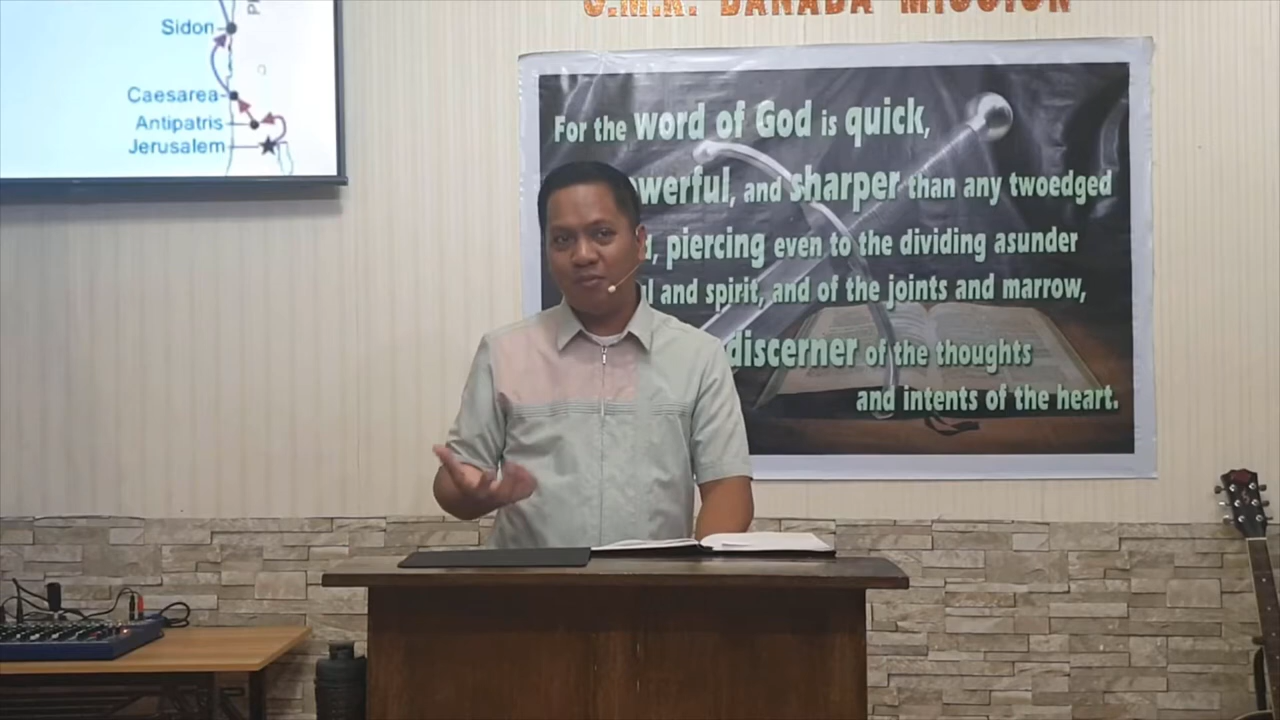 BANABA MISSION
Sidon
Caesarea
Antipatris
Jerusalem
For the word of God is quick,
and sharper than any twoedged
piercing even to the dividing asunder
and spirit, and of the joints and marrow,
discerner of the thoughts
and intents of the heart.